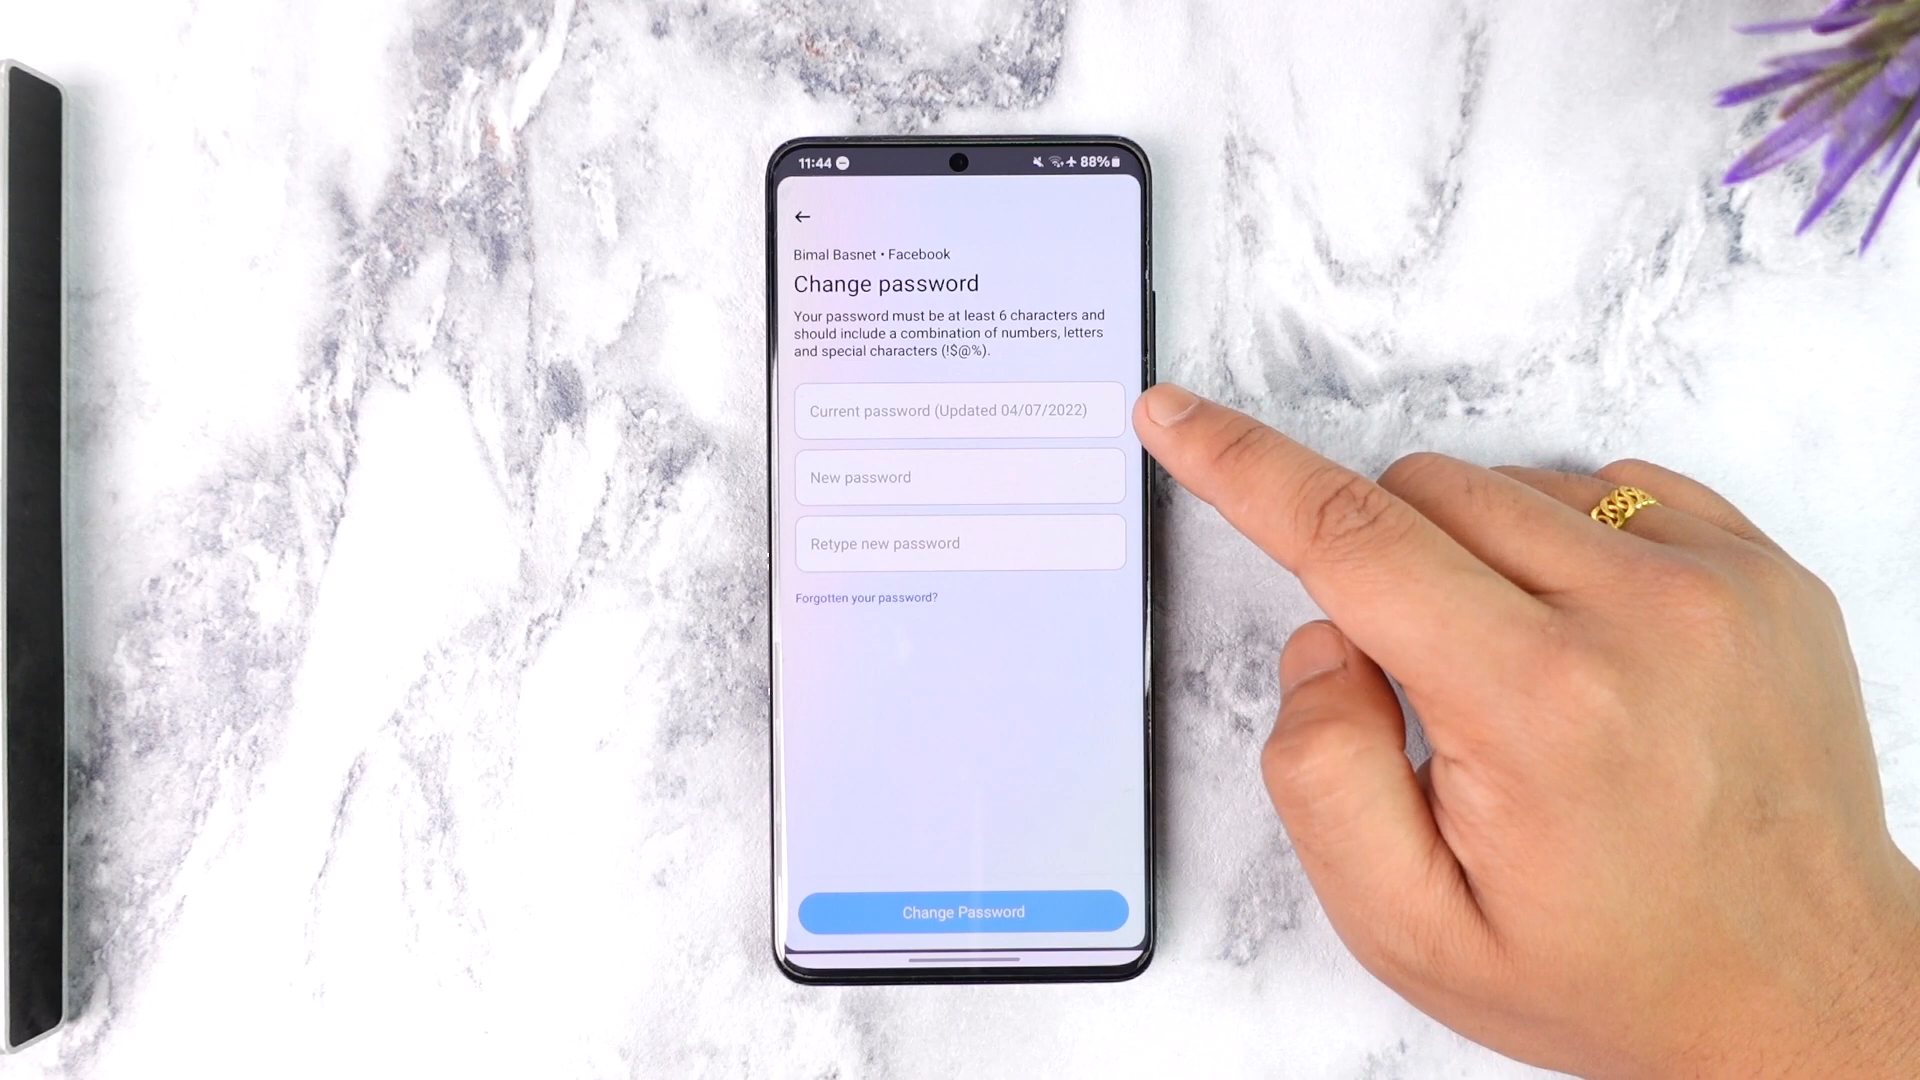 11:44
88%
Bimal Basnet • Facebook
Change password
Your password must be at least 6 characters and
should include a combination of numbers, letters
and special characters (!$@%).
Current password (Updated 04/07/2022)
New password
Retype new password
Forgotten your password?
Change Password